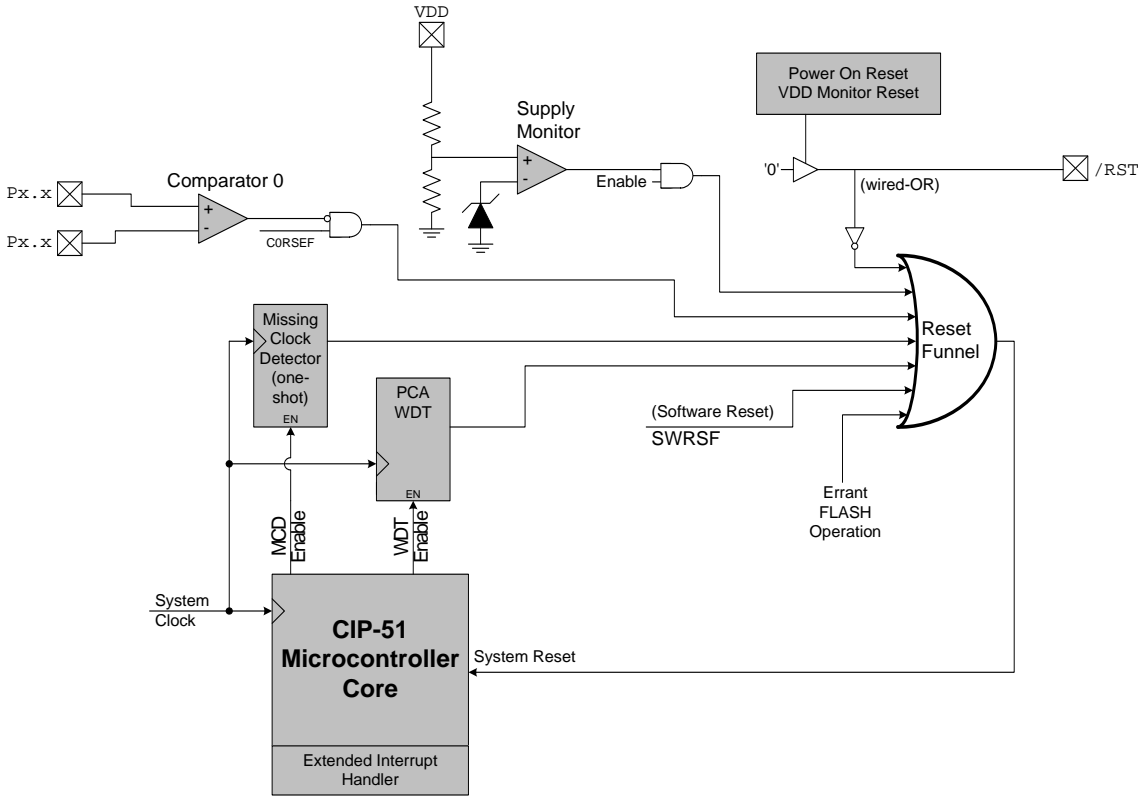 VDD
Power On Reset
VDD Monitor Reset
Supply
Monitor
+
-
Enable
'0'
(wired-OR)
/RST
Px.x
Px.x
Comparator 0
+
-
C0RSEF
Missing
Clock
Detector
(one-
shot)
EN
PCA
WDT
EN
Reset
Funnel
(Software Reset)
SWRSF
Errant
FLASH
Operation
MCD
Enable
WDT
Enable
System
Clock
CIP-51
Microcontroller
Core
System Reset
Extended Interrupt
Handler